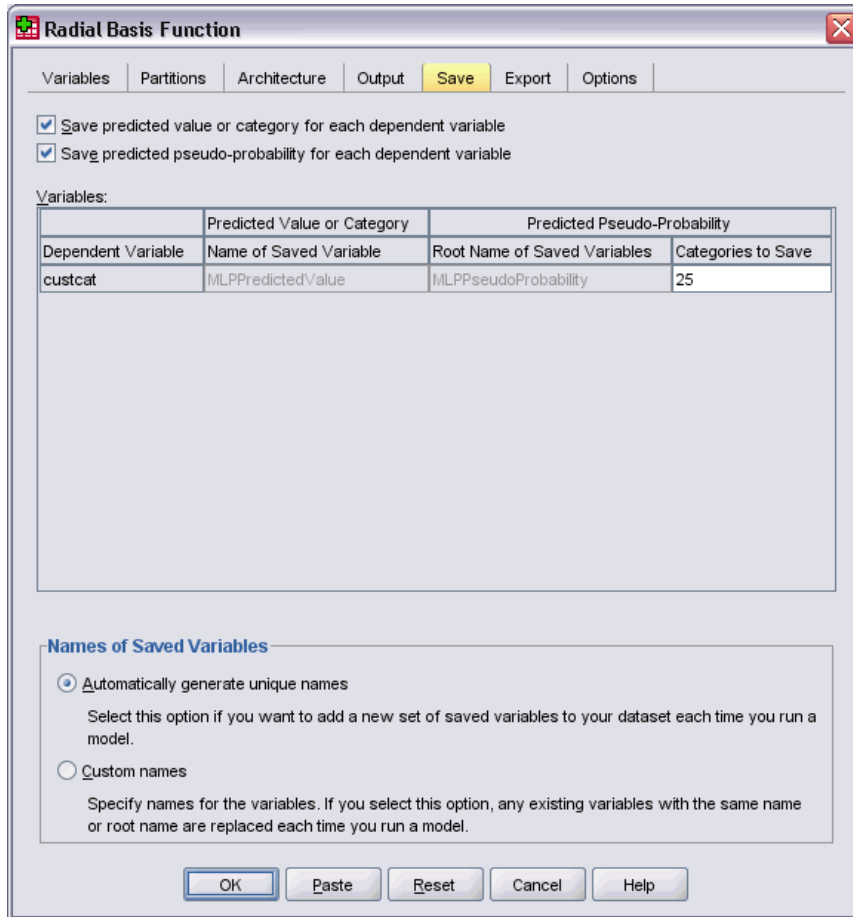 Radial Basis Function
Variables Partitions Architecture Output Save Export Options
Save predicted value or category for each dependent variable
Save predicted pseudo-probability for each dependent variable
Variables:
Predicted Value or Category Predicted Pseudo-Probability
Dependent Variable Name of Saved Variable Root Name of Saved Variables Categories to Save
custcat MLPPredictedValue MLPPseudoProbability 25
Names of Saved Variables
Automatically generate unique names
Select this option if you want to add a new set of saved variables to your dataset each time you run a
model.
Custom names
Specify names for the variables. If you select this option, any existing variables with the same name
or root name are replaced each time you run a model.
OK Paste Reset Cancel Help